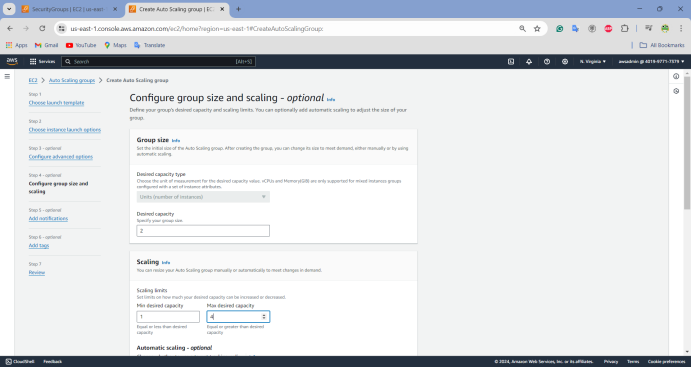 SecurityGroups | EC2 | us-east-
Create Auto Scaling group | EC
us-east-1.console.aws.amazon.com/ec2/home?region=us-east-1#CreateAutoScalingGroup:
Apps
Gmail
YouTube
Maps
Translate
All Bookmarks
aws
Services
Search
[Alt+S]
N. Virginia
awsadmin @ 4019-9771-7579
EC2
Auto Scaling groups
Create Auto Scaling group
Step 1
Choose launch template
Step 2
Choose instance launch options
Step 3 - optional
Configure advanced options
Step 4 - optional
Configure group size and
scaling
Step 5 - optional
Add notifications
Step 6 - optional
Add tags
Step 7
Review
Configure group size and scaling - optional Info
Define your group's desired capacity and scaling limits. You can optionally add automatic scaling to adjust the size of your
group.
Group size Info
Set the initial size of the Auto Scaling group. After creating the group, you can change its size to meet demand, either manually or by using
automatic scaling.
Desired capacity type
Choose the unit of measurement for the desired capacity value. vCPUs and Memory(GiB) are only supported for mixed instances groups
configured with a set of instance attributes.
Units (number of instances)
Desired capacity
Specify your group size.
2
Scaling Info
You can resize your Auto Scaling group manually or automatically to meet changes in demand.
Scaling limits
Set limits on how much your desired capacity can be increased or decreased.
Min desired capacity
Max desired capacity
1
4
Equal or less than desired
capacity
Equal or greater than desired
capacity
Automatic scaling - optional
CloudShell
Feedback
© 2024, Amazon Web Services, Inc. or its affiliates.
Privacy
Terms
Cookie preferences